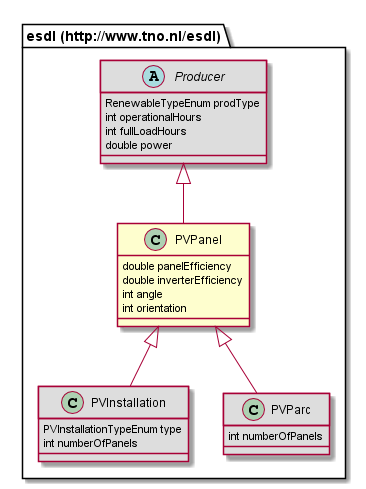 esdl (http://www.tno.nl/esdl)
A Producer
RenewableTypeEnum prodType
int operationalHours
int fullLoadHours
double power
C PVPanel
double panelEfficiency
double inverterEfficiency
int angle
int orientation
C PVInstallation
PVInstallationTypeEnum type
int numberOfPanels
C PVParc
int numberOfPanels